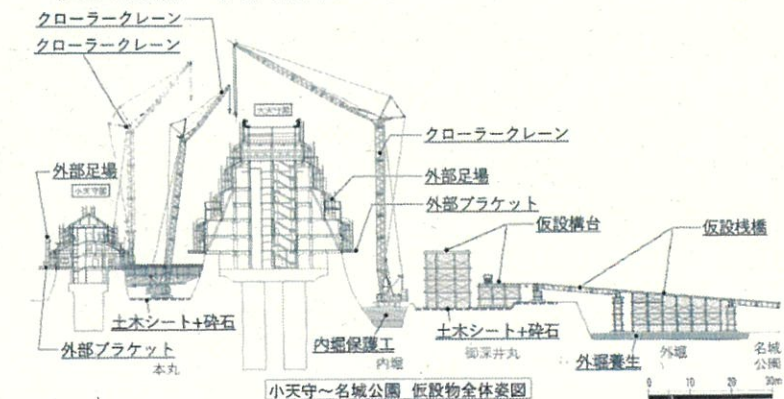 クローラークレーン
クローラークレーン
大天守閣
クローラークレーン
外部足場
小天守閣
外部足場
外部ブラケット
仮設構台
仮設桟橋
土木シート+砕石
外部ブラケット
本丸
内堀保護工
内堀
土木シート+砕石
御深井丸
外堀養生
外堀
名城
公園
小天守～名城公園 仮設物全体姿図
0 10 20 30m